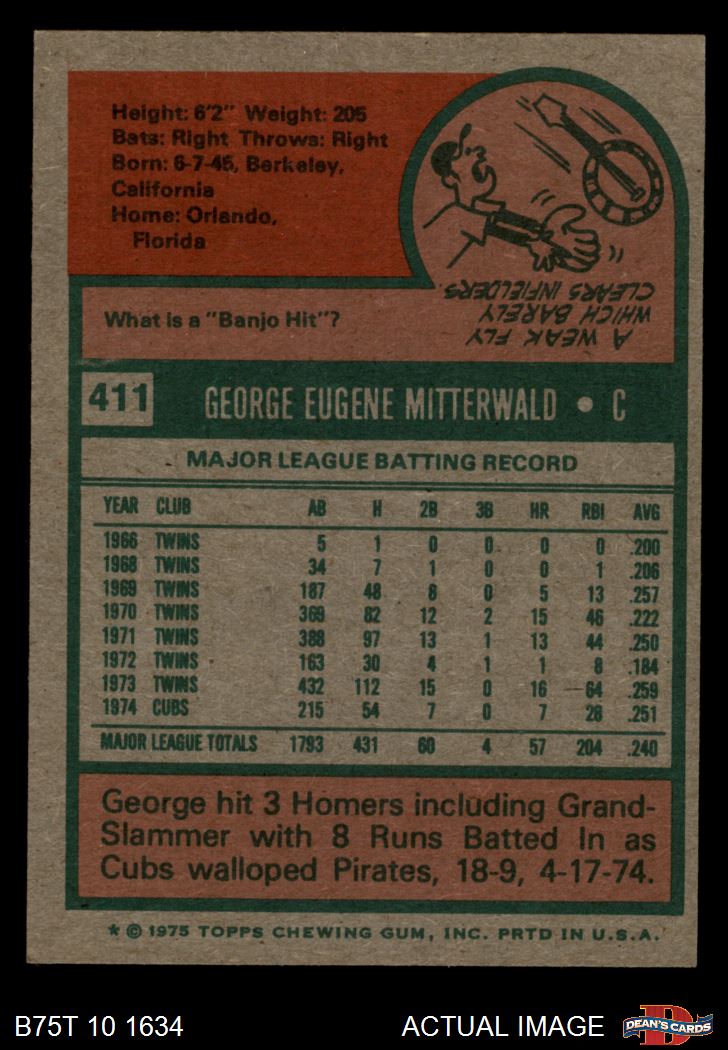 Height: 6'2" Weight: 205
Bats: Right Throws: Right
Born: 6-7-45, Berkeley,
California
Home: Orlando,
Florida
What is a "Banjo Hit"?
A WEAK FLY
WHICH BARELY
CLEARS INFIELDERS.
411 GEORGE EUGENE MITTERWALD • C
MAJOR LEAGUE BATTING RECORD
YEAR CLUB AB H 2B 3B HR RBI AVG
1966 TWINS 5 1 0 0 0 0 .200
1968 TWINS 34 7 1 0 0 1 .206
1969 TWINS 187 48 8 0 5 13 .257
1970 TWINS 369 82 12 2 15 46 .222
1971 TWINS 388 97 13 1 13 44 .250
1972 TWINS 163 30 4 1 1 8 .184
1973 TWINS 432 112 15 0 16 64 .259
1974 CUBS 215 54 7 0 7 28 .251
MAJOR LEAGUE TOTALS 1793 431 60 4 57 204 .240
George hit 3 Homers including Grand-
Slammer with 8 Runs Batted In as
Cubs walloped Pirates, 18-9, 4-17-74.
* © 1975 TOPPS CHEWING GUM, INC. PRTD IN U.S.A.
B75T 10 1634 ACTUAL IMAGE
D
DEAN'S CARDS